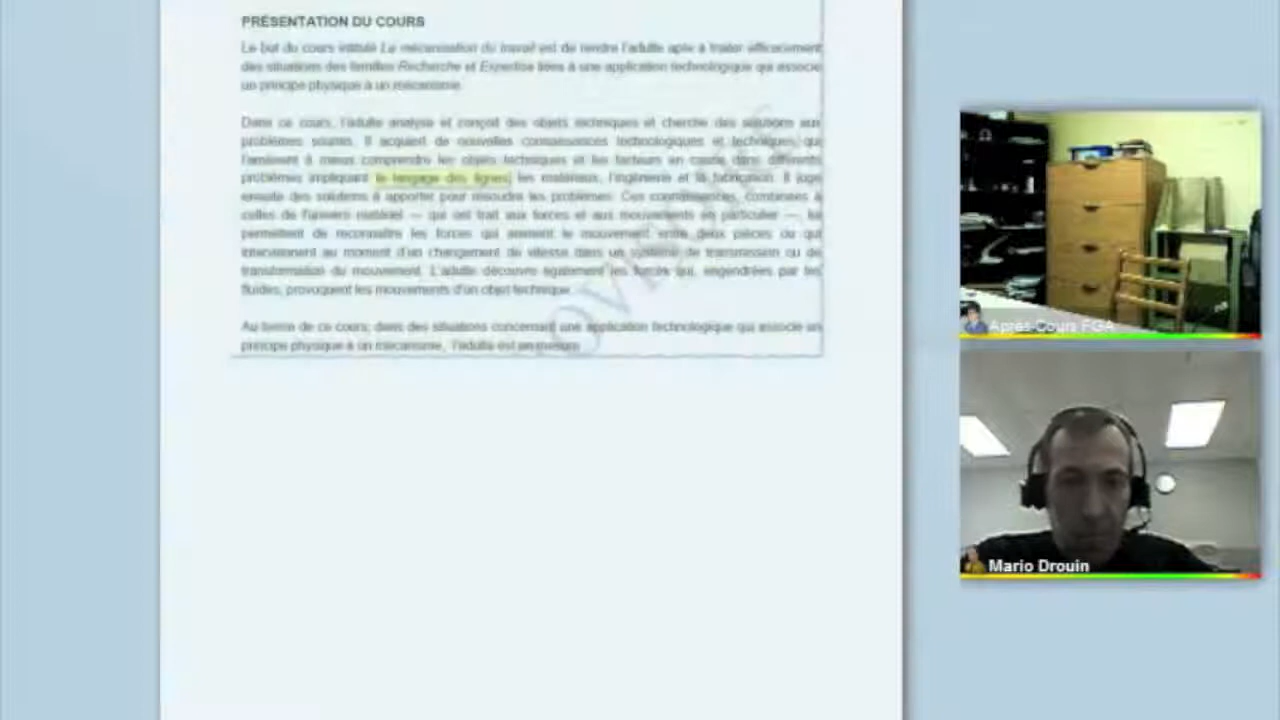 PRÉSENTATION DU COURS
Le but du cours intitulé La mécanisation du travail est de rendre l'adulte apte à traiter efficacement
des situations des familles Recherche et Expertise liées à une application technologique qui associe
un principe physique à un mécanisme.
Dans ce cours, l'adulte analyse et conçoit des objets techniques et cherche des solutions aux
problèmes soumis. Il acquiert de nouvelles connaissances technologiques et techniques qui
l'amènent à mieux comprendre les objets techniques et les facteurs en cause dans différents
problèmes impliquant le langage des lignes, les matériaux, l'ingénierie et la fabrication. Il juge
ensuite des solutions à apporter pour résoudre les problèmes. Ces connaissances, combinées à
celles de l'univers matériel — qui ont trait aux forces et aux mouvements en particulier —, lui
permettent de reconnaître les forces qui animent le mouvement entre deux pièces ou qui
interviennent au moment d'un changement de vitesse dans un système de transmission ou de
transformation du mouvement. L'adulte découvre également les forces qui, engendrées par les
fluides, provoquent les mouvements d'un objet technique.
Au terme de ce cours, dans des situations concernant une application technologique qui associe un
principe physique à un mécanisme, l'adulte est en mesure
Après-Cours FGA
Mario Drouin